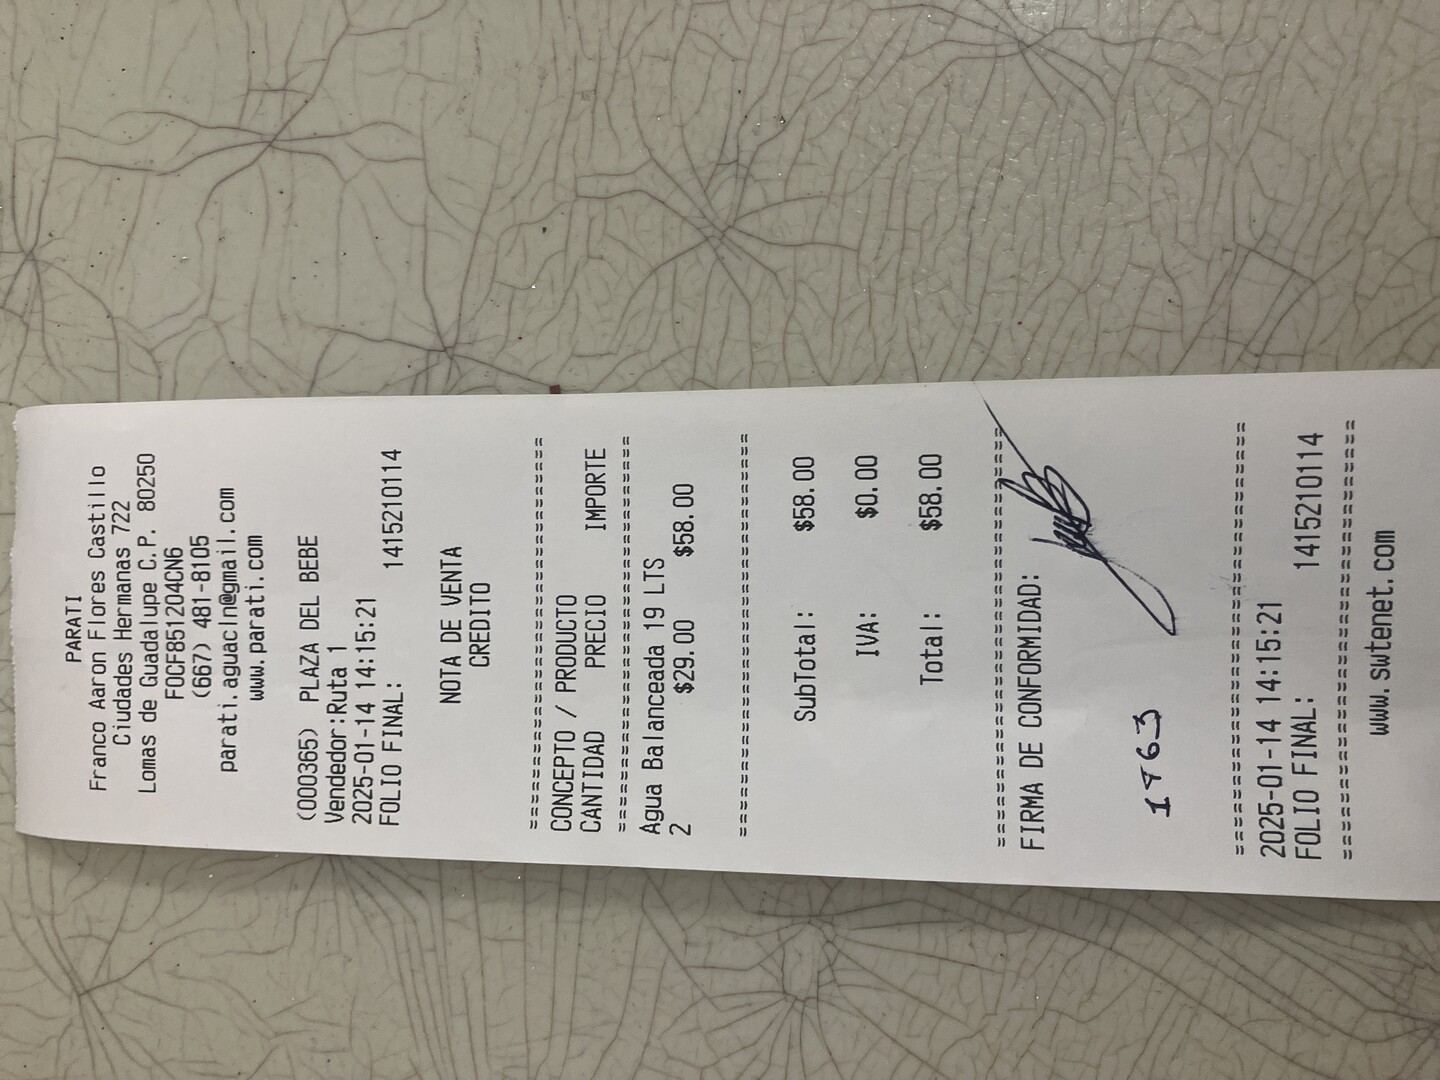 PARATI
Franco Aaron Flores Castillo
Ciudades Hermanas 722
Lomas de Guadalupe C.P. 80250
FOCF851204CN6
(667) 481-8105
parati.aguacln@gmail.com
www.parati.com
(000365) PLAZA DEL BEBE
Vendedor:Ruta 1
2025-01-14 14:15:21
FOLIO FINAL: 1415210114
NOTA DE VENTA
CREDITO
==============================
CONCEPTO / PRODUCTO
CANTIDAD PRECIO IMPORTE
==============================
Agua Balanceada 19 LTS
2 $29.00 $58.00
==============================
SubTotal: $58.00
IVA: $0.00
Total: $58.00
==============================
FIRMA DE CONFORMIDAD:
==============================
2025-01-14 14:15:21
FOLIO FINAL: 1415210114
==============================
www.swtenet.com